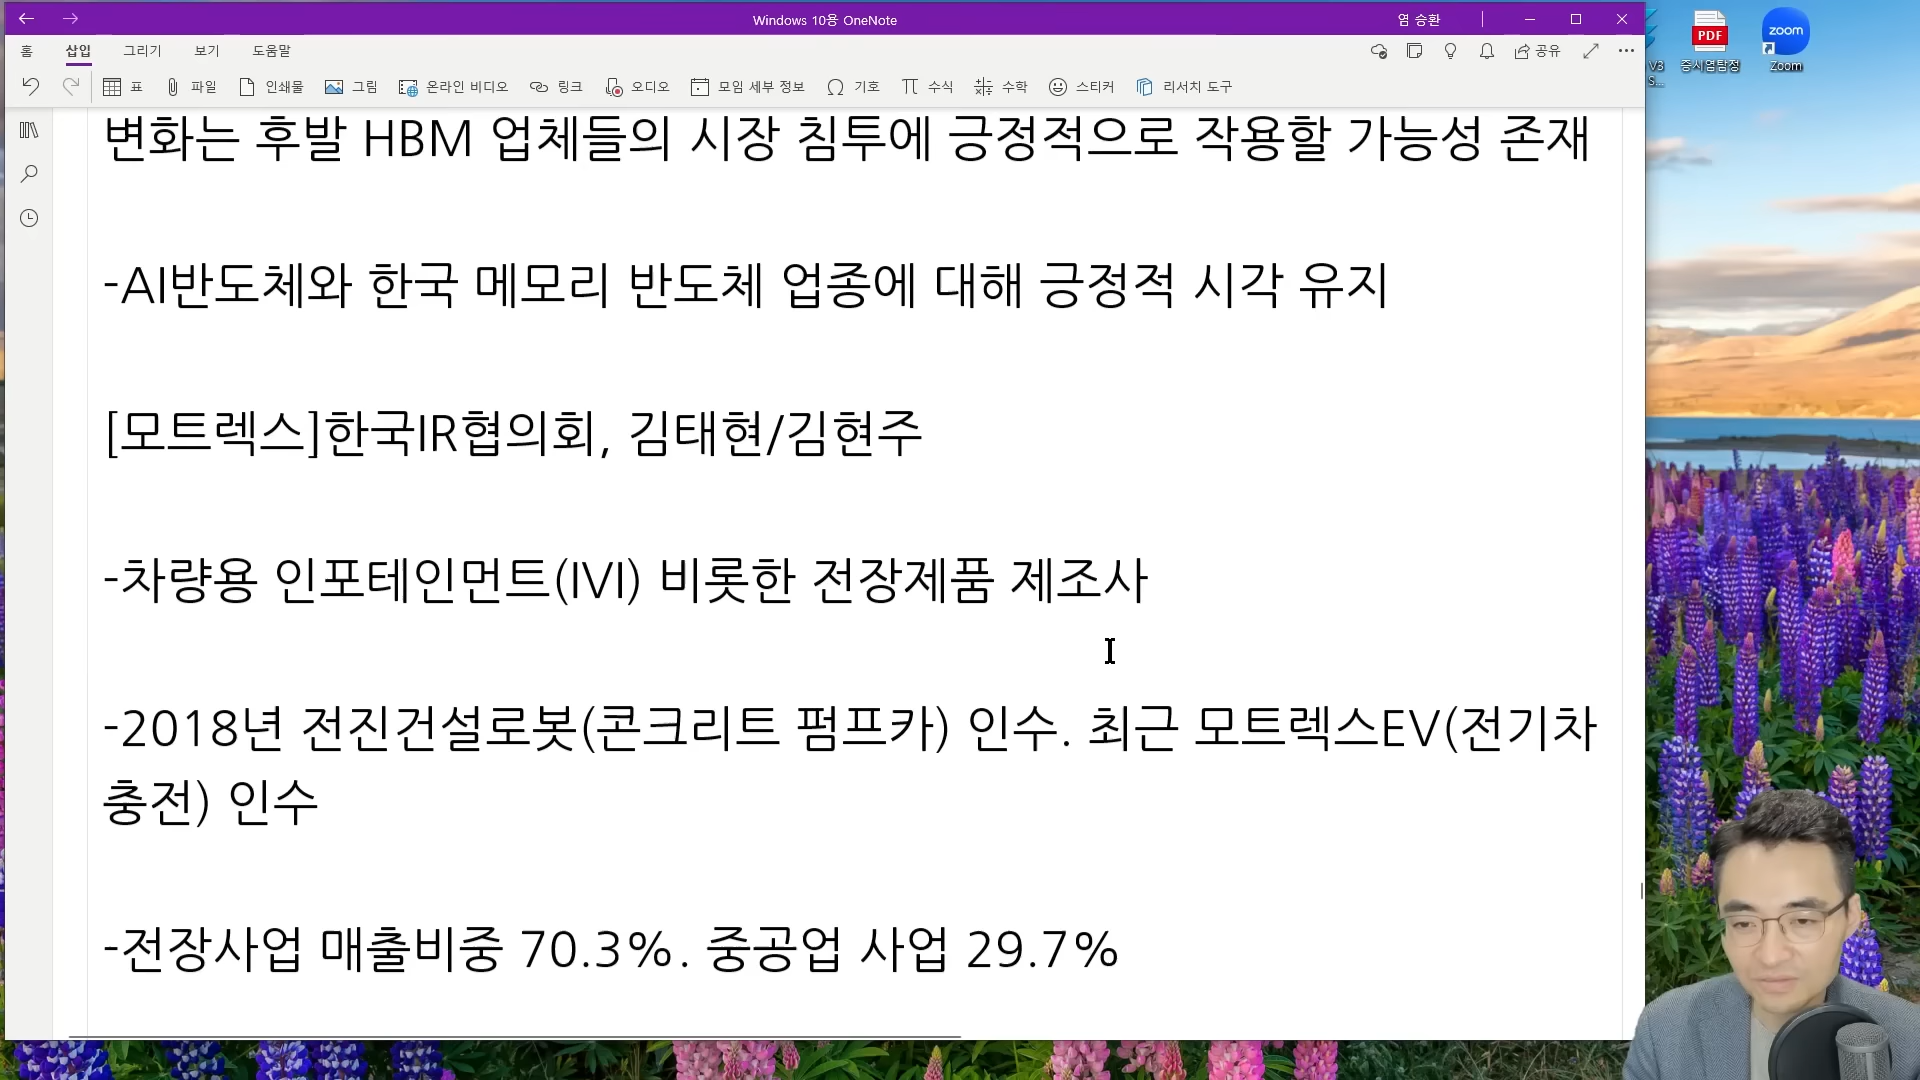 Windows 10용 OneNote
염 승환
홈 삽입 그리기 보기 도움말
공유
표 파일 인쇄물 그림 온라인 비디오 링크 오디오 모임 세부 정보 기호 수식 수학 스티커 리서치 도구
변화는 후발 HBM 업체들의 시장 침투에 긍정적으로 작용할 가능성 존재
-AI반도체와 한국 메모리 반도체 업종에 대해 긍정적 시각 유지
[모트렉스]한국IR협의회, 김태현/김현주
-차량용 인포테인먼트(IVI) 비롯한 전장제품 제조사
-2018년 전진건설로봇(콘크리트 펌프카) 인수. 최근 모트렉스EV(전기차
충전) 인수
-전장사업 매출비중 70.3%. 중공업 사업 29.7%
V3
S...
PDF
증시염탐정
zoom
Zoom